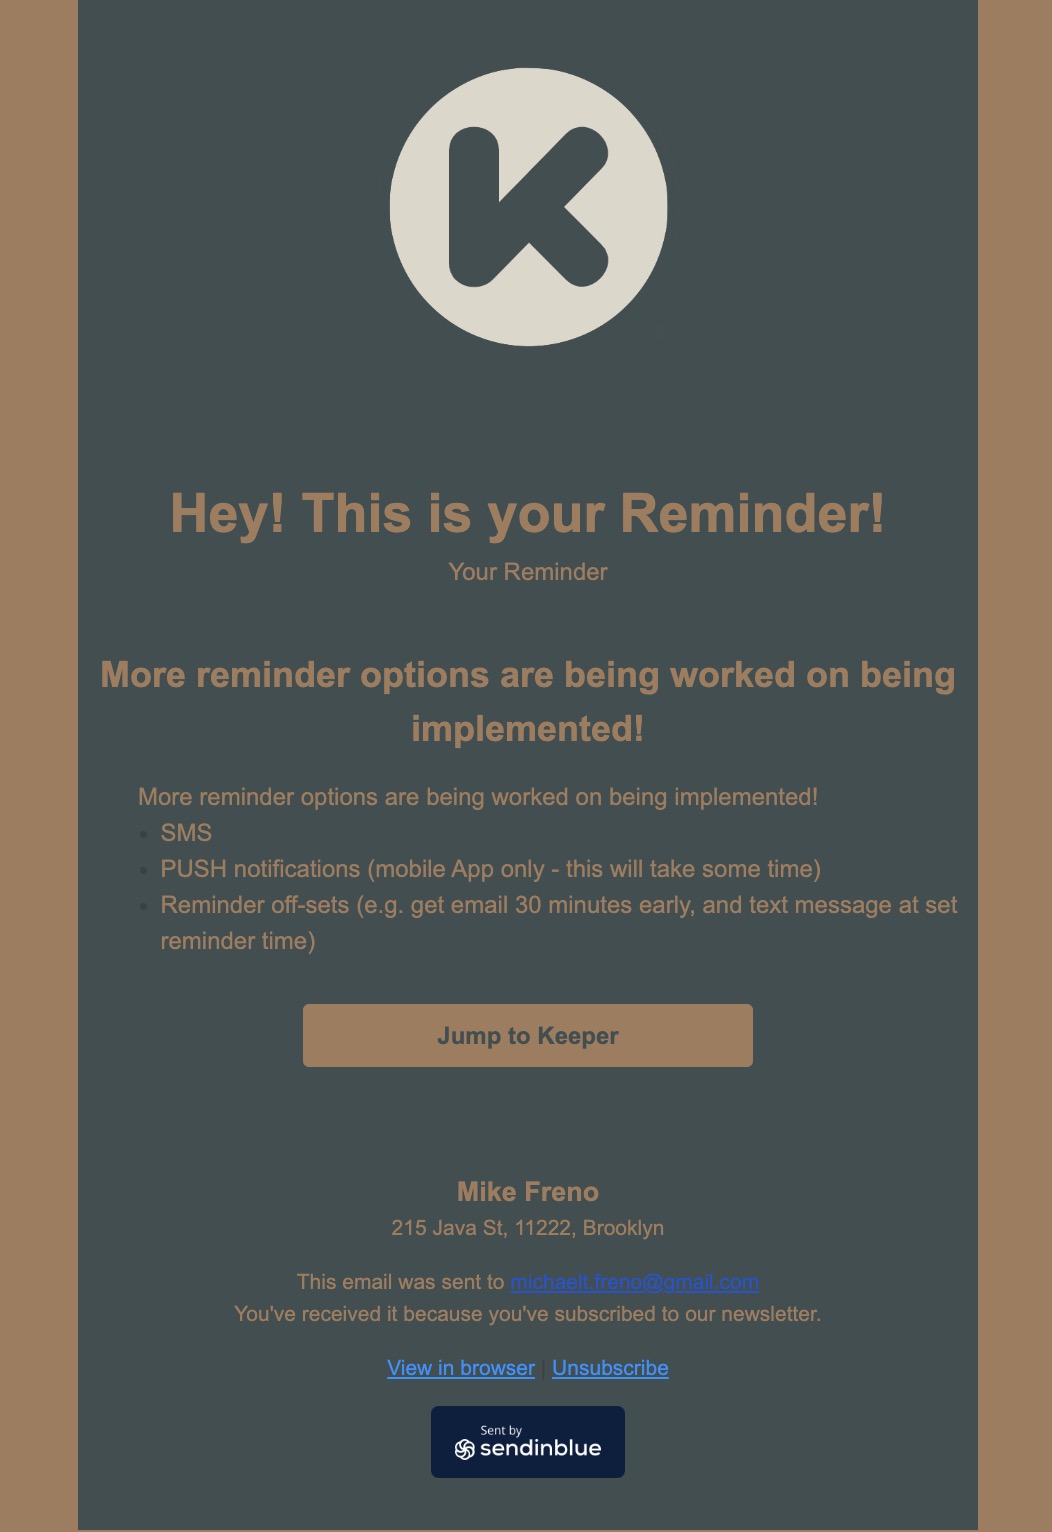 K
Hey! This is your Reminder!
Your Reminder
More reminder options are being worked on being
implemented!
More reminder options are being worked on being implemented!
• SMS
• PUSH notifications (mobile App only - this will take some time)
• Reminder off-sets (e.g. get email 30 minutes early, and text message at set
reminder time)
Jump to Keeper
Mike Freno
215 Java St, 11222, Brooklyn
This email was sent to michaelt.freno@gmail.com
You've received it because you've subscribed to our newsletter.
View in browser | Unsubscribe
Sent by
sendinblue